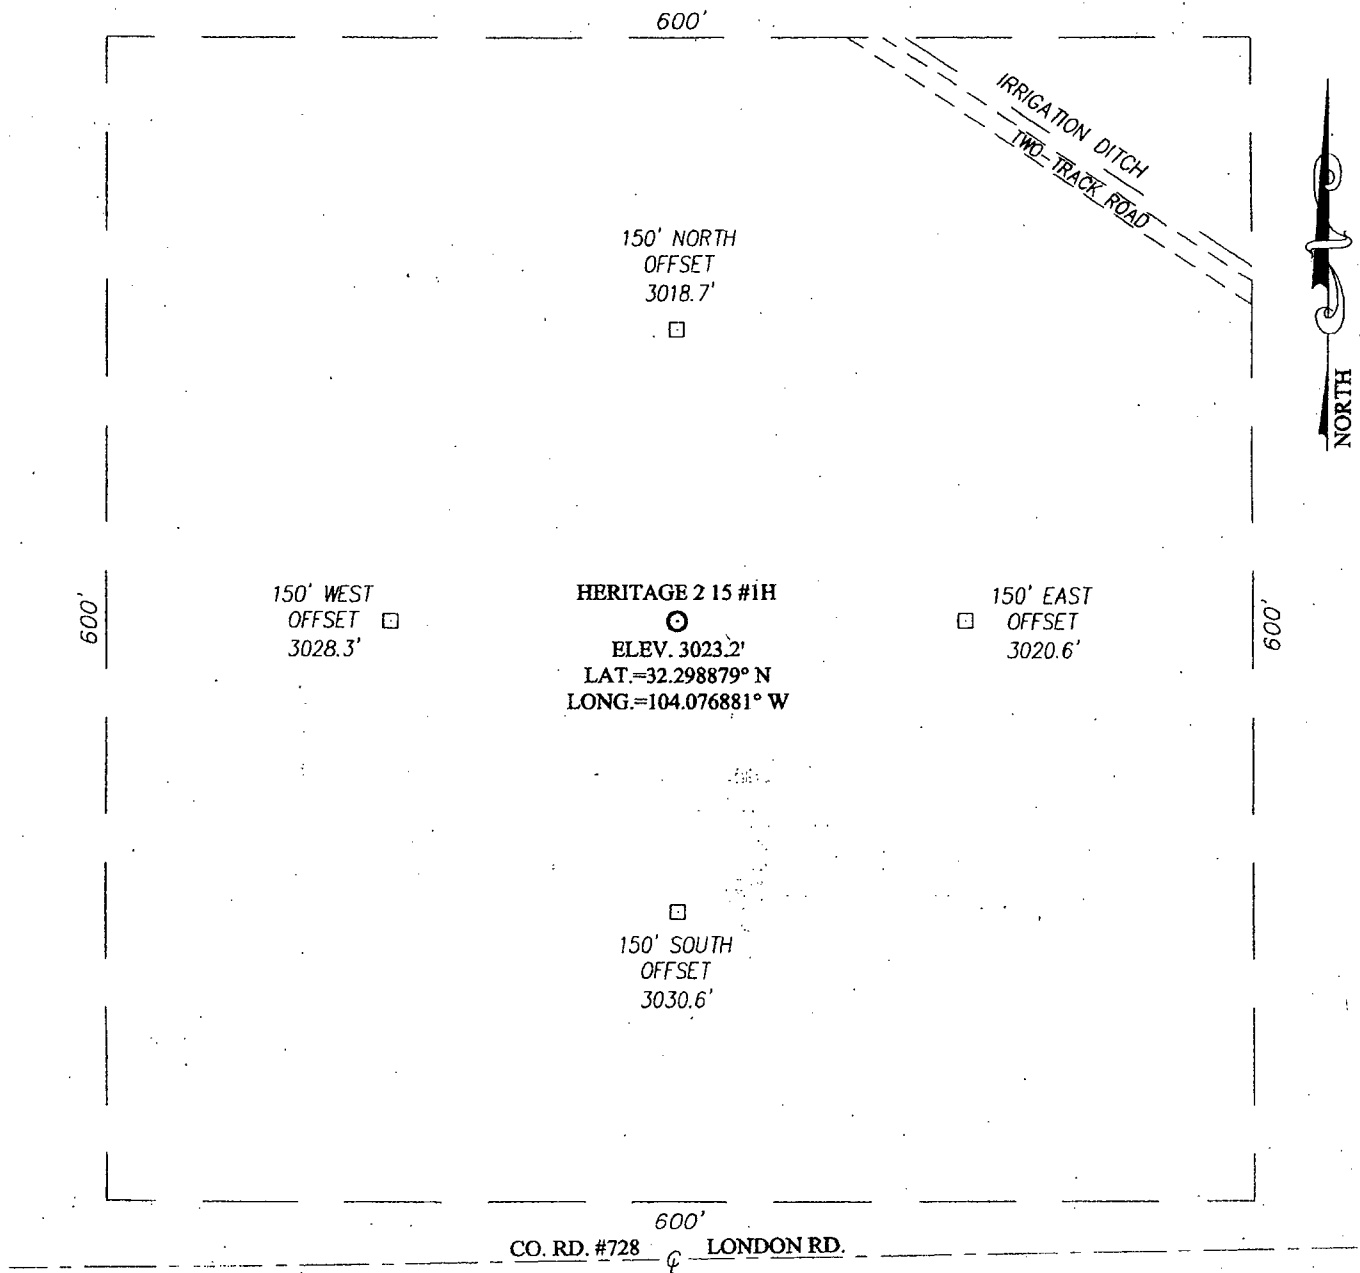 600'
IRRIGATION DITCH
TWO-TRACK ROAD
150' NORTH
OFFSET
3018.7'
NORTH
600'
150' WEST
OFFSET
3028.3'
HERITAGE 2 15 #1H
ELEV. 3023.2'
LAT.=32.298879° N
LONG.=104.076881° W
150' EAST
OFFSET
3020.6'
600'
150' SOUTH
OFFSET
3030.6'
600'
CO. RD. #728 ℄ LONDON RD.